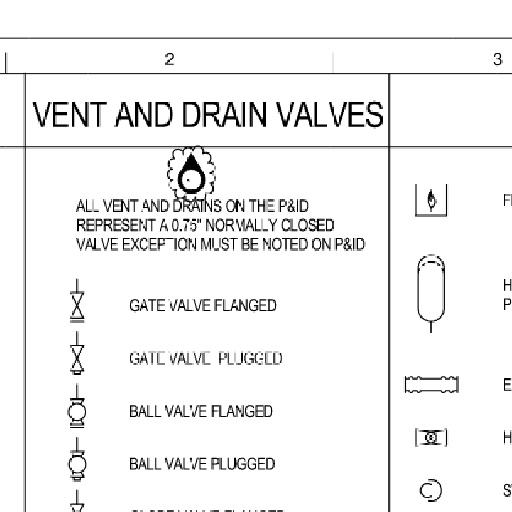 2
3
VENT AND DRAIN VALVES
ALL VENT AND DRAINS ON THE P&ID
REPRESENT A 0.75" NORMALLY CLOSED
VALVE EXCEPTION MUST BE NOTED ON P&ID
GATE VALVE FLANGED
GATE VALVE PLUGGED
BALL VALVE FLANGED
BALL VALVE PLUGGED
H
P
E
H